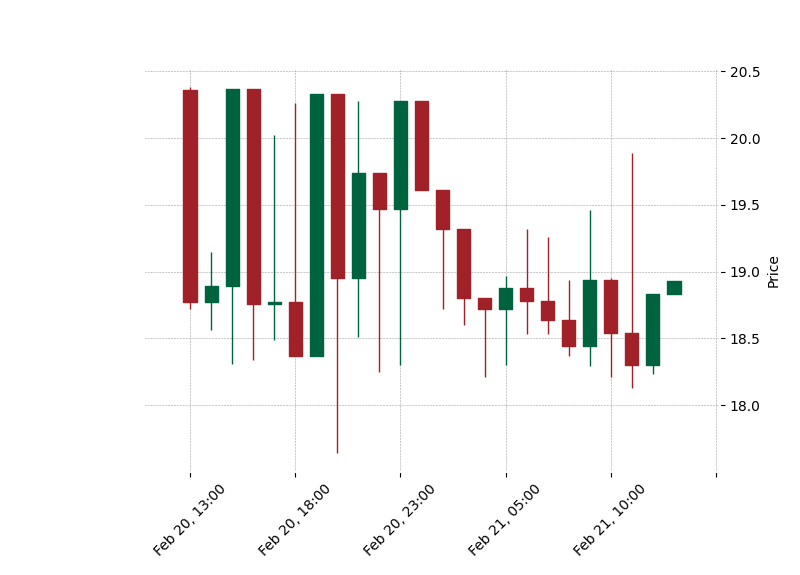 20.5
20.0
19.5
19.0
18.5
18.0
Price
Feb 20, 13:00
Feb 20, 18:00
Feb 20, 23:00
Feb 21, 05:00
Feb 21, 10:00